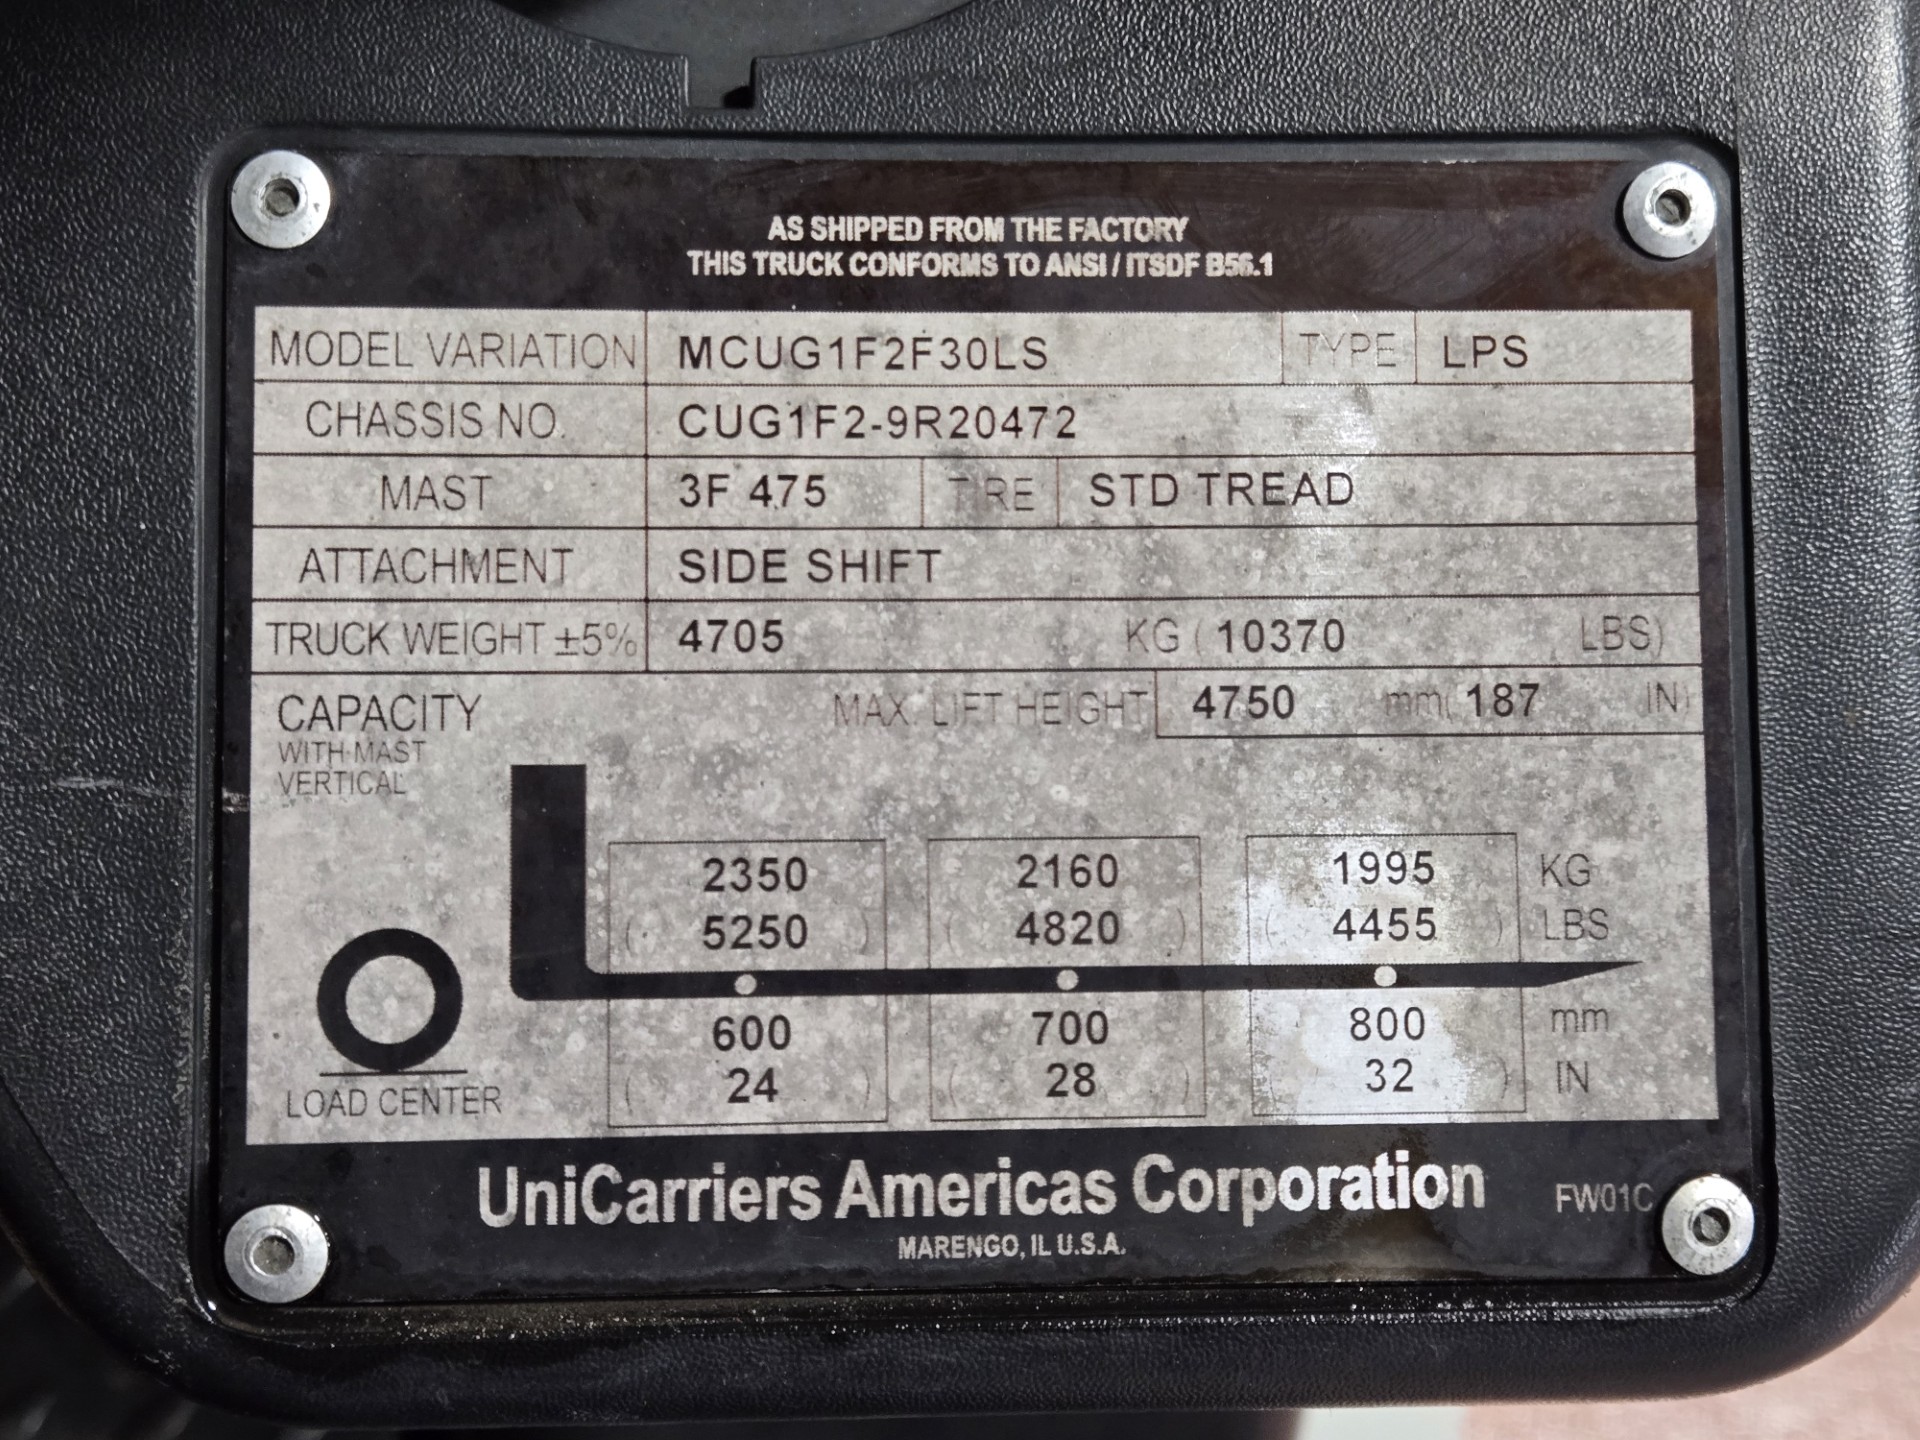 AS SHIPPED FROM THE FACTORY
THIS TRUCK CONFORMS TO ANSI / ITSDF B56.1
MODEL VARIATION MCUG1F2F30LS TYPE LPS
CHASSIS NO. CUG1F2-9R20472
MAST 3F 475 TIRE STD TREAD
ATTACHMENT SIDE SHIFT
TRUCK WEIGHT ±5% 4705 KG ( 10370 LBS)
CAPACITY MAX. LIFT HEIGHT 4750 mm( 187 IN)
WITH MAST
VERTICAL
2350 2160 1995 KG
( 5250 ) ( 4820 ) ( 4455 ) LBS
600 700 800 mm
( 24 ) ( 28 ) ( 32 ) IN
LOAD CENTER
UniCarriers Americas Corporation FW01C
MARENGO, IL U.S.A.